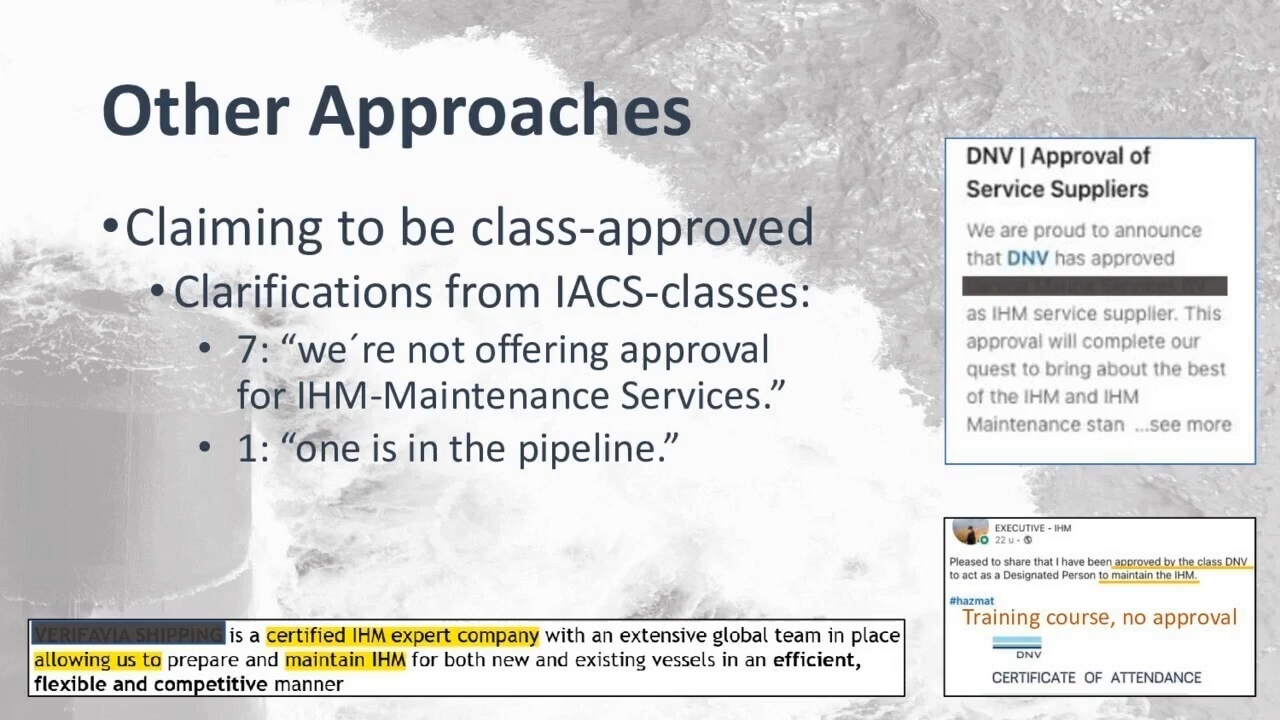 Other Approaches
•Claiming to be class-approved
• Clarifications from IACS-classes:
• 7: “we´re not offering approval
for IHM-Maintenance Services.”
• 1: “one is in the pipeline.”
DNV | Approval of
Service Suppliers
We are proud to announce
that DNV has approved
as IHM service supplier. This
approval will complete our
quest to bring about the best
of the IHM and IHM
Maintenance stan ...see more
EXECUTIVE - IHM
22 u •
Pleased to share that I have been approved by the class DNV
to act as a Designated Person to maintain the IHM.
#hazmat
Training course, no approval
DNV
CERTIFICATE OF ATTENDANCE
is a certified IHM expert company with an extensive global team in place
allowing us to prepare and maintain IHM for both new and existing vessels in an efficient,
flexible and competitive manner